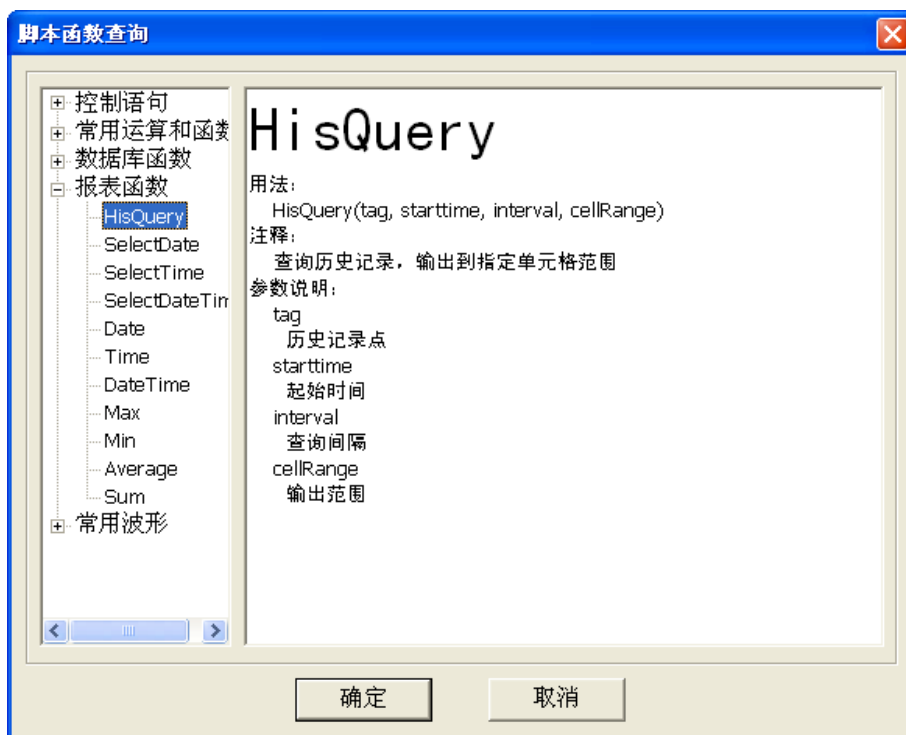 脚本函数查询
控制语句
常用运算和函数
数据库函数
报表函数
HisQuery
SelectDate
SelectTime
SelectDateTim
Date
Time
DateTime
Max
Min
Average
Sum
常用波形
HisQuery
用法:
HisQuery(tag, starttime, interval, cellRange)
注释:
查询历史记录，输出到指定单元格范围
参数说明:
tag
历史记录点
starttime
起始时间
interval
查询间隔
cellRange
输出范围
确定
取消